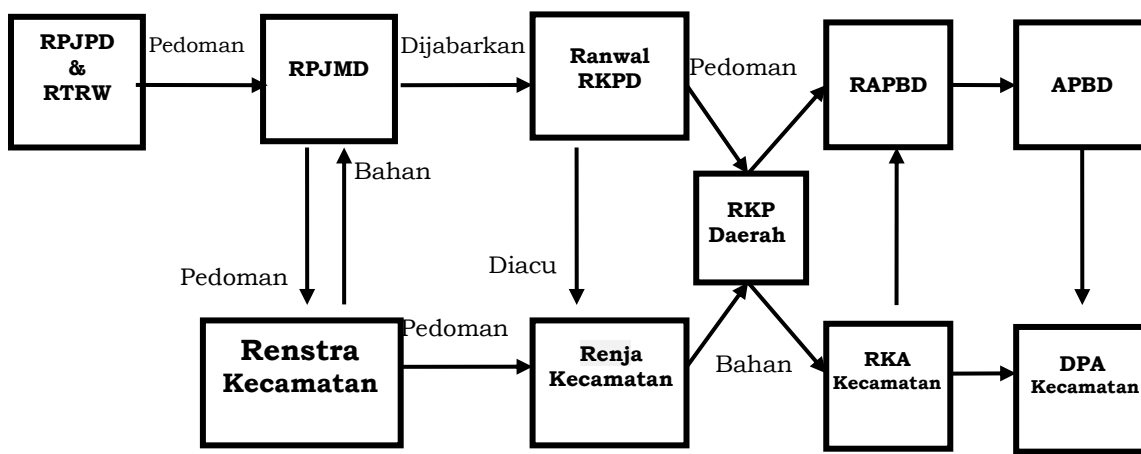 RPJPD
&
RTRW
Pedoman
RPJMD
Dijabarkan
Ranwal
RKPD
Pedoman
RAPBD
APBD
Bahan
RKP
Daerah
Pedoman
Diacu
Renstra
Kecamatan
Pedoman
Renja
Kecamatan
Bahan
RKA
Kecamatan
DPA
Kecamatan